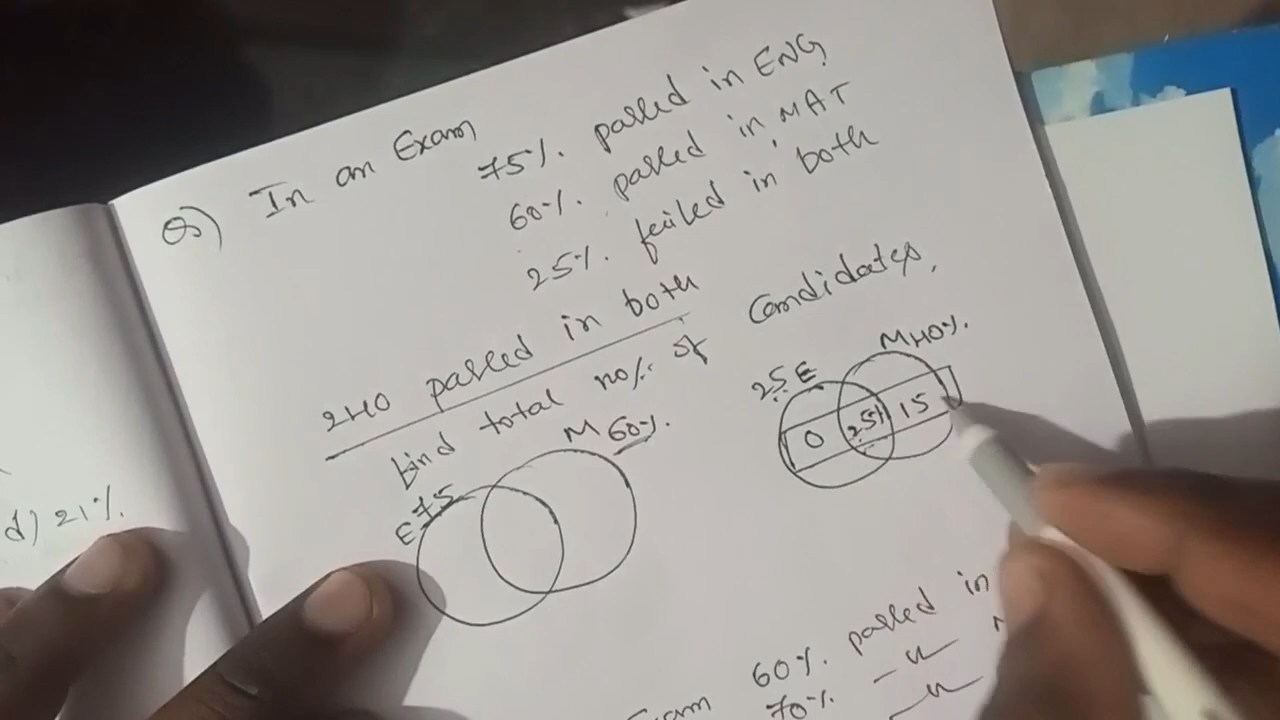 Q) In an Exam
75%. passed in ENG
60%. passed in MAT
25%. failed in both
240 passed in both
find total no/. of Candidates.
E 75
M 60%.
25 E
M 40%.
0
25%
15
d) 21%.
Exam 60%. passed in
70%. - u